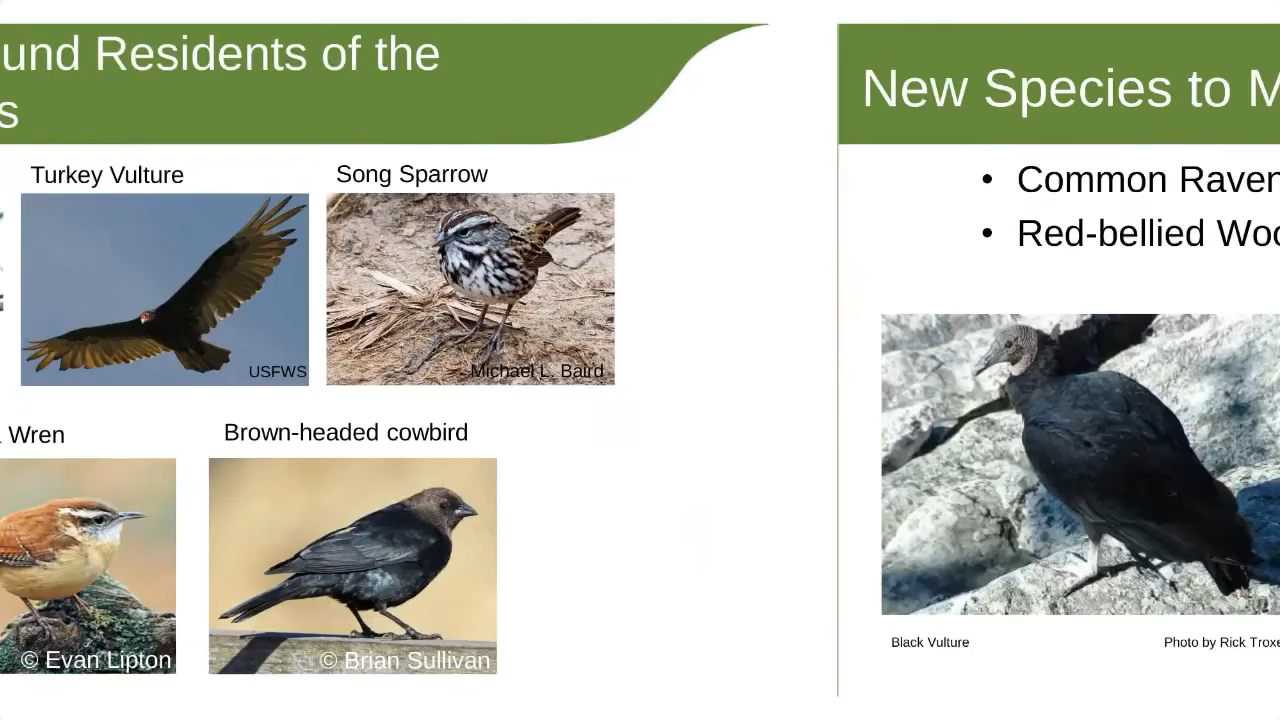 und Residents of the
s
Turkey Vulture
Song Sparrow
USFWS
Michael L. Baird
Wren
Brown-headed cowbird
© Evan Lipton
© Brian Sullivan
New Species to M
• Common Raven
• Red-bellied Woo
Black Vulture
Photo by Rick Troxe